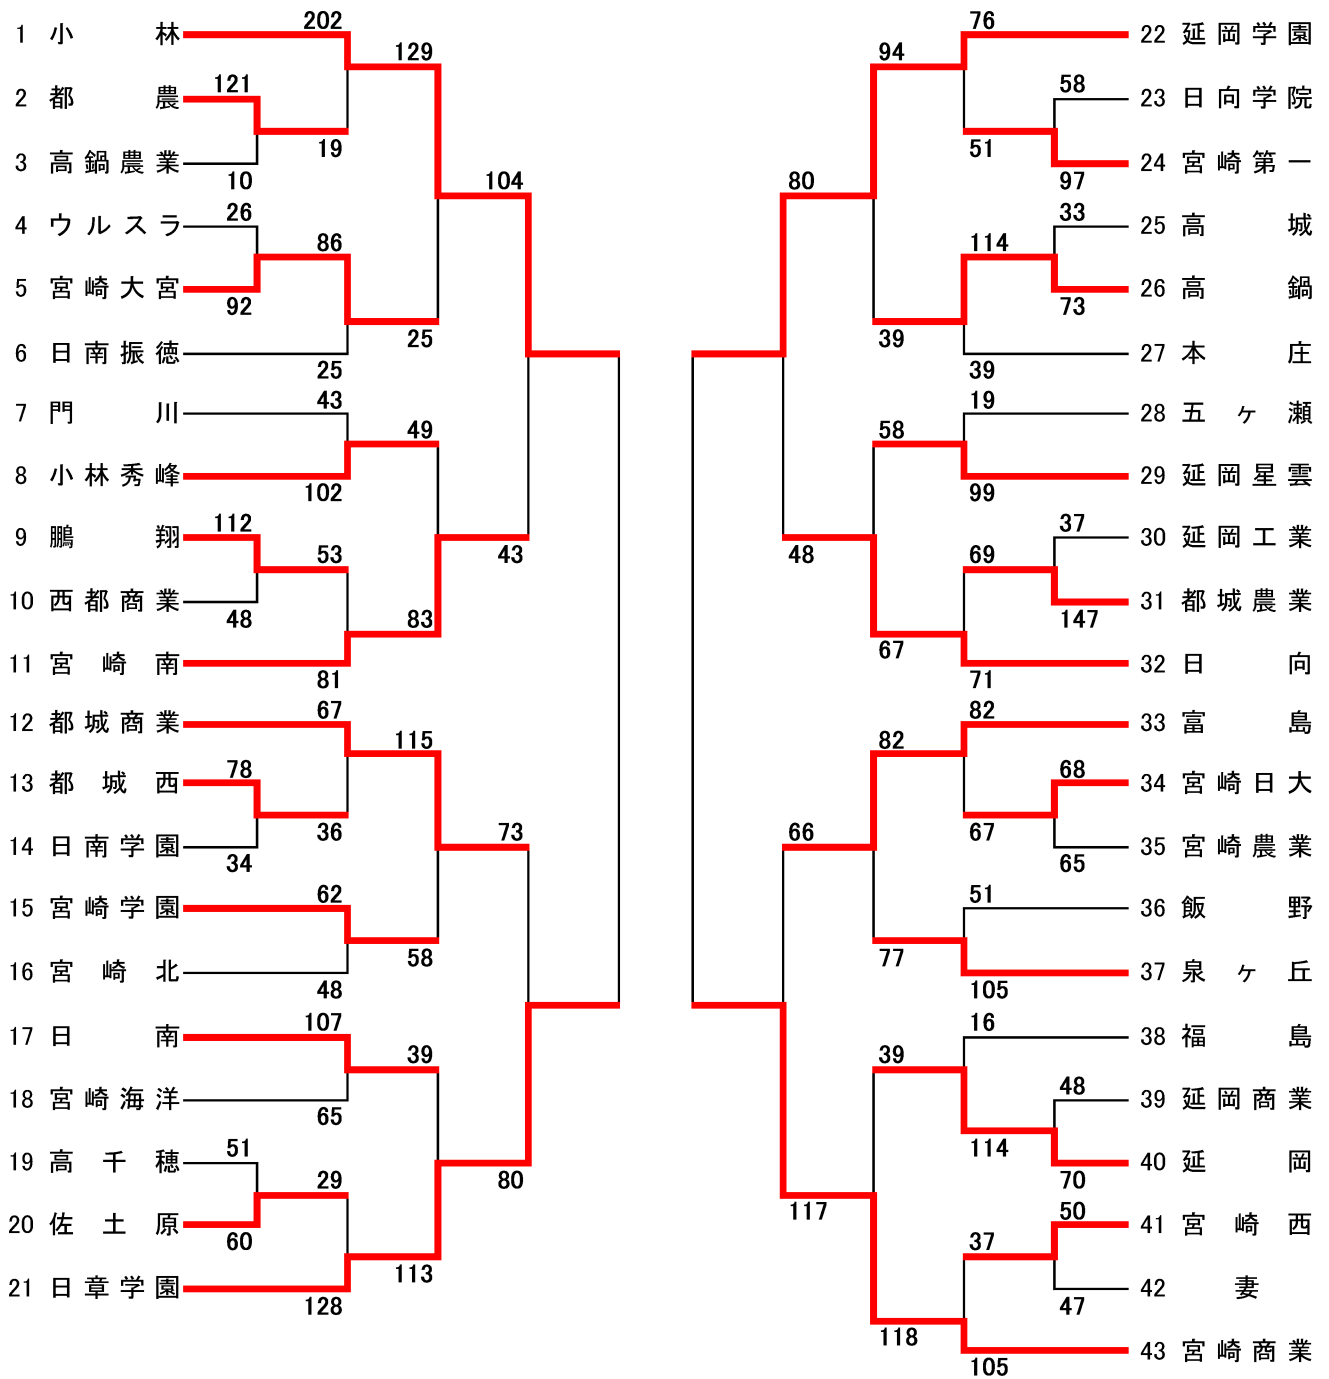 1 小林 202
129
2 都農 121
19
3 高鍋農業 10
104
4 ウルスラ 26
86
5 宮崎大宮 92
25
6 日南振徳 25
7 門川 43
49
8 小林秀峰 102
9 鵬翔 112
53
43
10 西都商業 48
83
11 宮崎南 81
12 都城商業 67
115
13 都城西 78
36
73
14 日南学園 34
15 宮崎学園 62
58
16 宮崎北 48
17 日南 107
39
18 宮崎海洋 65
19 高千穂 51
29
80
20 佐土原 60
113
21 日章学園 128
76 22 延岡学園
94
58 23 日向学院
51
97 24 宮崎第一
80
33 25 高城
114
73 26 高鍋
39
39 27 本庄
19 28 五ヶ瀬
58
99 29 延岡星雲
37 30 延岡工業
69
48
147 31 都城農業
67
71 32 日向
82 33 富島
82
68 34 宮崎日大
67
66
65 35 宮崎農業
51 36 飯野
77
105 37 泉ヶ丘
16 38 福島
39
48 39 延岡商業
114
70 40 延岡
117
50 41 宮崎西
37
47 42 妻
118
105 43 宮崎商業